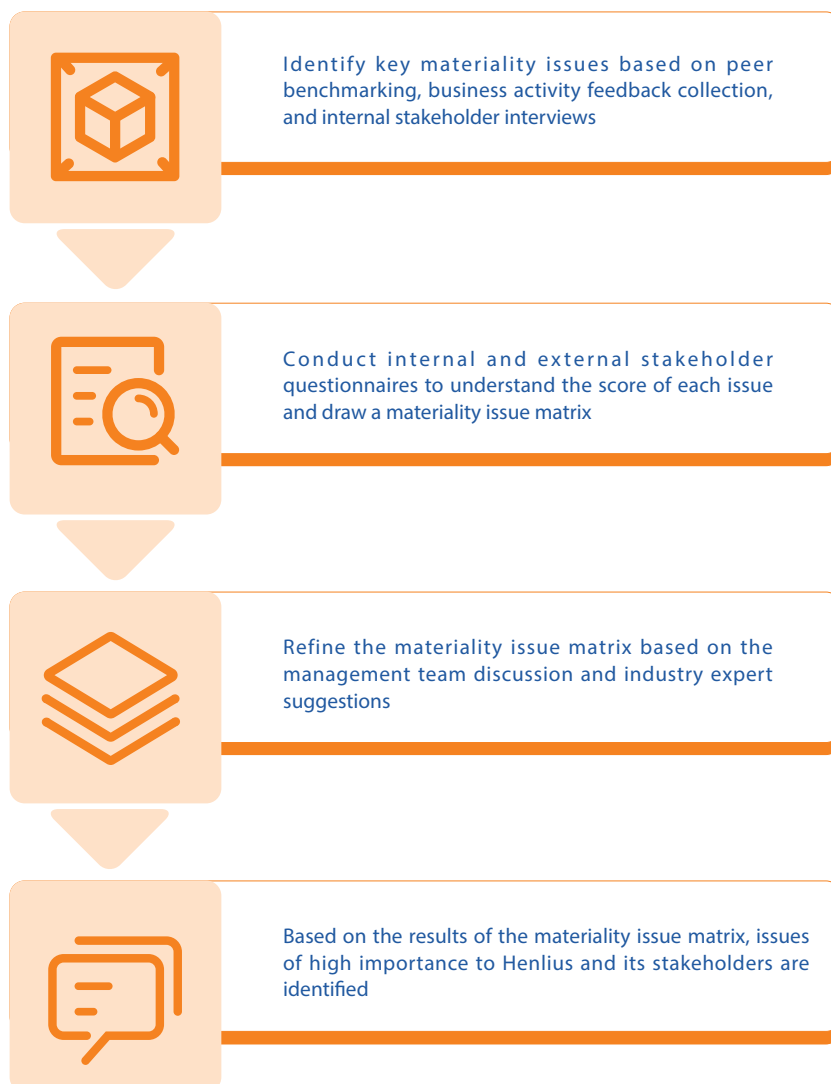 Identify key materiality issues based on peer
benchmarking, business activity feedback collection,
and internal stakeholder interviews
Conduct internal and external stakeholder
questionnaires to understand the score of each issue
and draw a materiality issue matrix
Refine the materiality issue matrix based on the
management team discussion and industry expert
suggestions
Based on the results of the materiality issue matrix, issues
of high importance to Henlius and its stakeholders are
identified